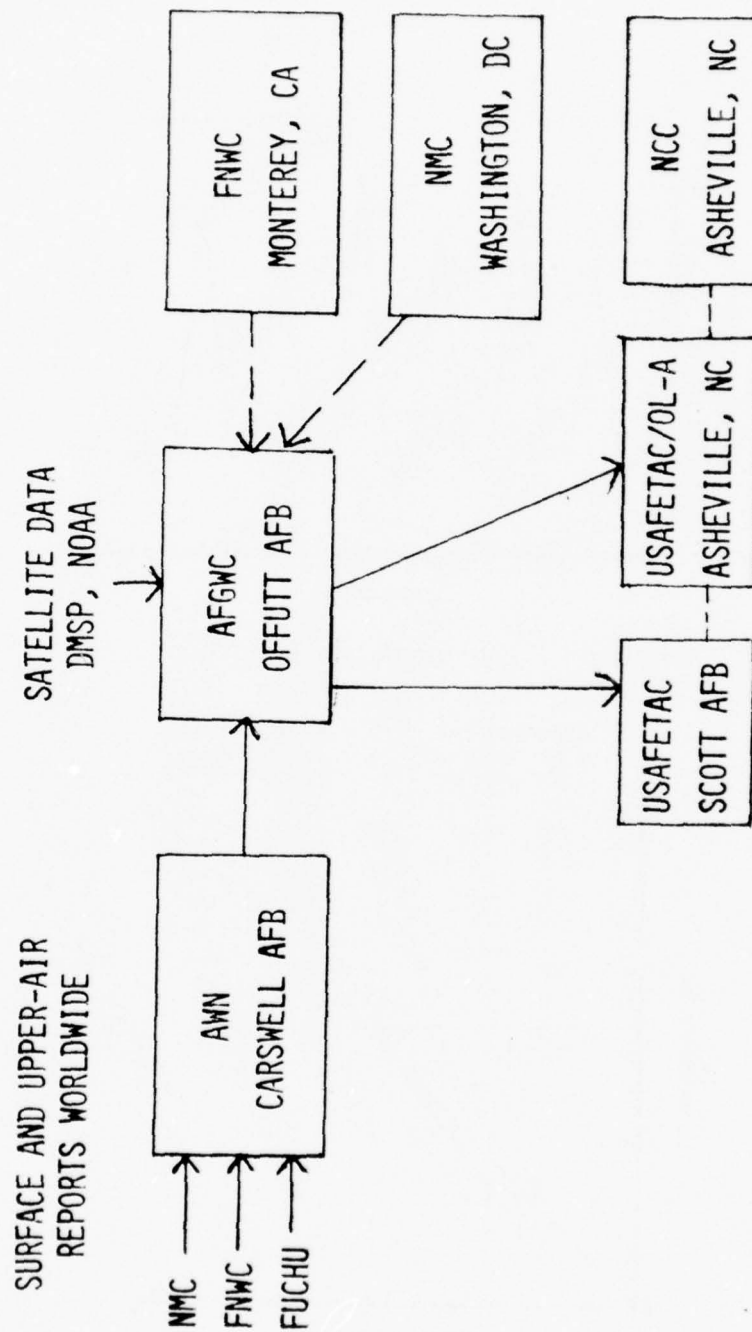 SURFACE AND UPPER-AIR
REPORTS WORLDWIDE
NMC
FNWC
FUCHU
AWN
CARSWELL AFB
SATELLITE DATA
DMSP, NOAA
AFGWC
OFFUTT AFB
FNWC
MONTEREY, CA
NMC
WASHINGTON, DC
USAFETAC
SCOTT AFB
USAFETAC/OL-A
ASHEVILLE, NC
NCC
ASHEVILLE, NC